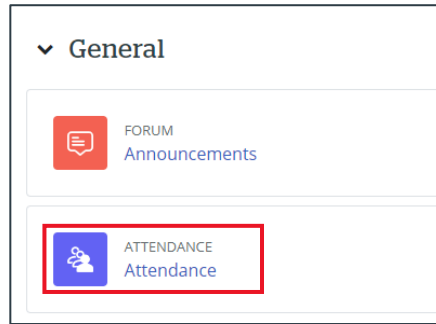 General
FORUM
Announcements
ATTENDANCE
Attendance